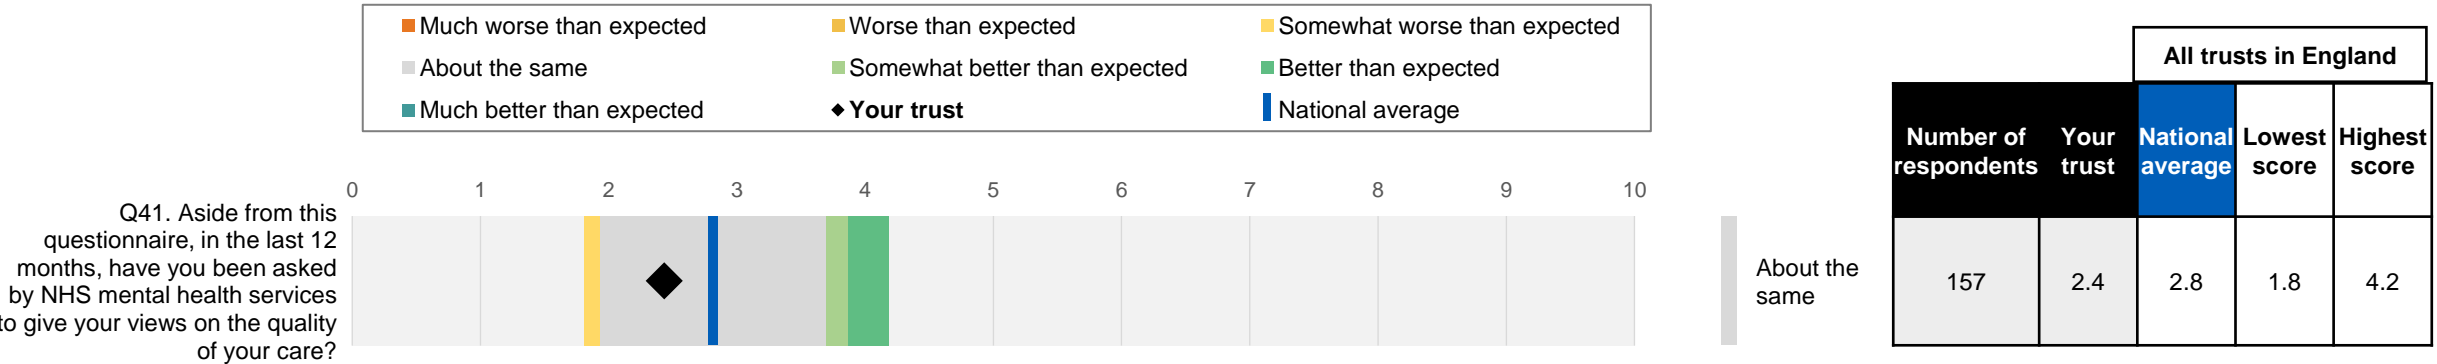 Much worse than expected
Worse than expected
Somewhat worse than expected
About the same
Somewhat better than expected
Better than expected
Much better than expected
Your trust
National average
All trusts in England
Number of respondents
Your trust
National average
Lowest score
Highest score
0 1 2 3 4 5 6 7 8 9 10
Q41. Aside from this
questionnaire, in the last 12
months, have you been asked
by NHS mental health services
to give your views on the quality
of your care?
About the
same
157 2.4 2.8 1.8 4.2